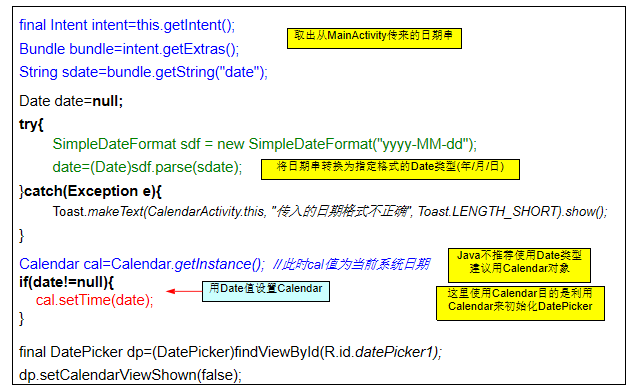 final Intent intent=this.getIntent();
取出从MainActivity传来的日期串
Bundle bundle=intent.getExtras();
String sdate=bundle.getString("date");
Date date=null;
try{
SimpleDateFormat sdf = new SimpleDateFormat("yyyy-MM-dd");
date=(Date)sdf.parse(sdate);
将日期串转换为指定格式的Date类型(年/月/日)
}catch(Exception e){
Toast.makeText(CalendarActivity.this, "传入的日期格式不正确", Toast.LENGTH_SHORT).show();
}
Calendar cal=Calendar.getInstance(); //此时cal值为当前系统日期
Java不推荐使用Date类型
建议用Calendar对象
if(date!=null){
cal.setTime(date);
用Date值设置Calendar
这里使用Calendar目的是利用
Calendar来初始化DatePicker
}
final DatePicker dp=(DatePicker)findViewById(R.id.datePicker1);
dp.setCalendarViewShown(false);